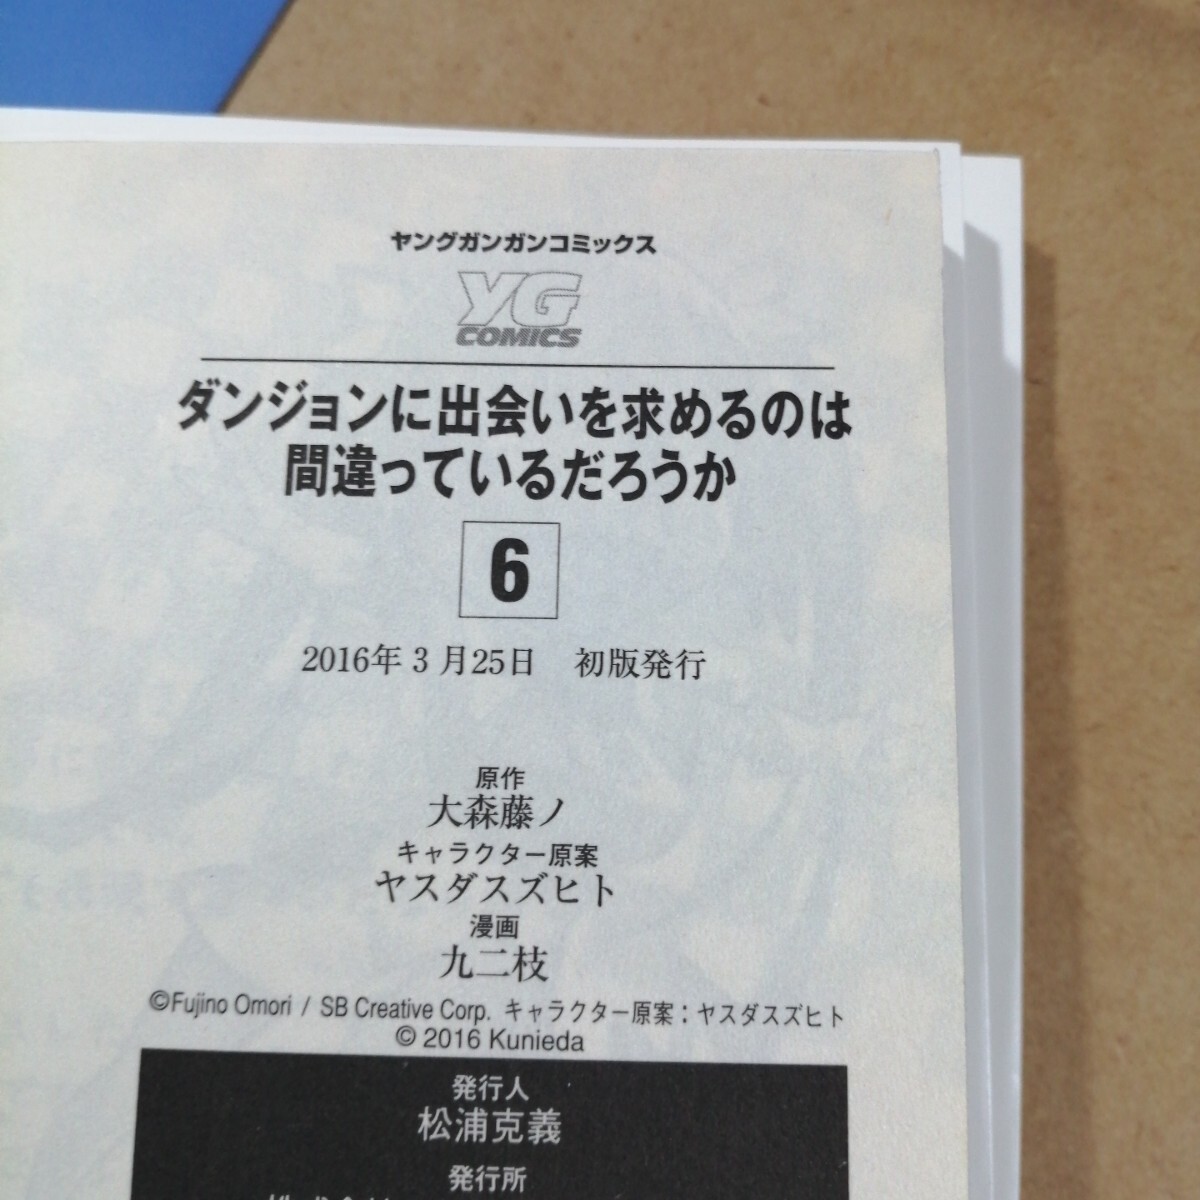 ヤングガンガンコミックス
YG
COMICS
ダンジョンに出会いを求めるのは
間違っているだろうか
6
2016年3月25日 初版発行
原作
大森藤ノ
キャラクター原案
ヤスダスズヒト
漫画
九二枝
©Fujino Omori / SB Creative Corp. キャラクター原案：ヤスダスズヒト
© 2016 Kunieda
発行人
松浦克義
発行所